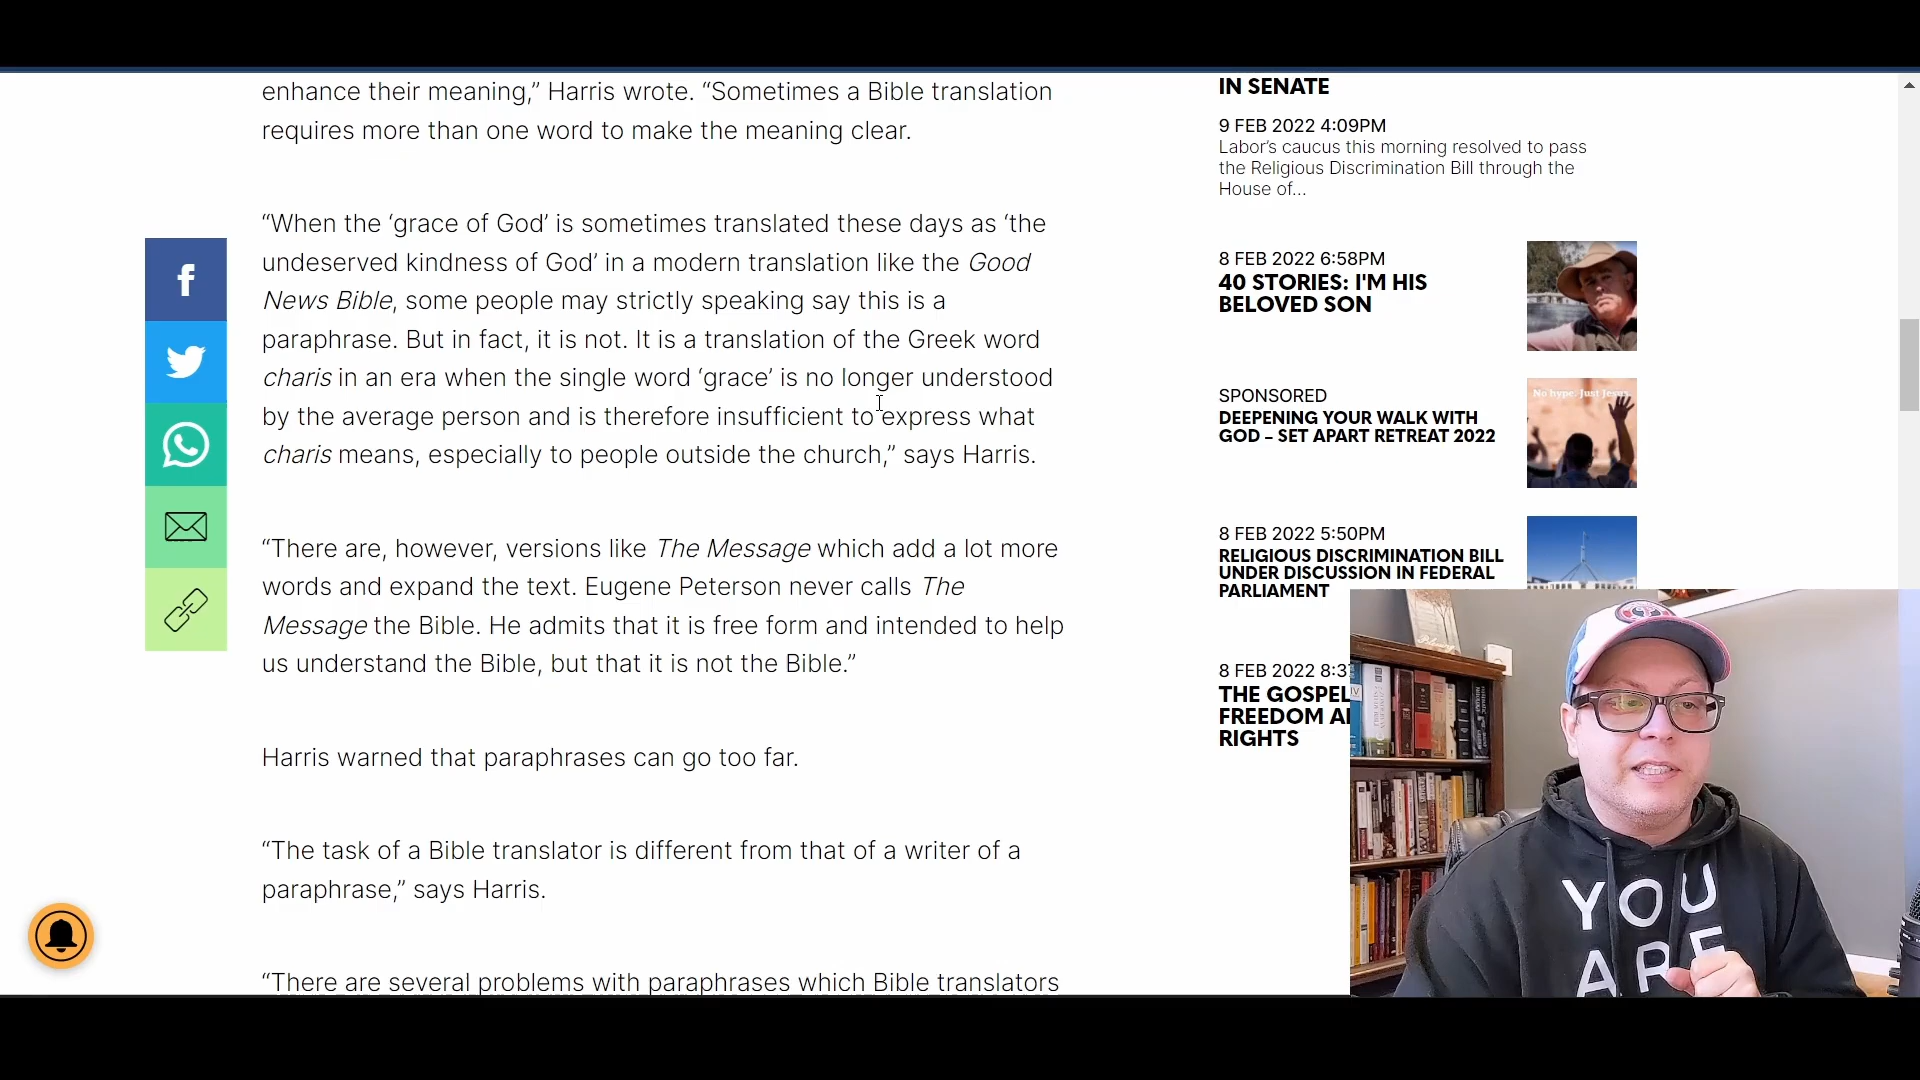 enhance their meaning,” Harris wrote. “Sometimes a Bible translation
requires more than one word to make the meaning clear.
“When the ‘grace of God’ is sometimes translated these days as ‘the
undeserved kindness of God’ in a modern translation like the Good
News Bible, some people may strictly speaking say this is a
paraphrase. But in fact, it is not. It is a translation of the Greek word
charis in an era when the single word ‘grace’ is no longer understood
by the average person and is therefore insufficient to express what
charis means, especially to people outside the church,” says Harris.
“There are, however, versions like The Message which add a lot more
words and expand the text. Eugene Peterson never calls The
Message the Bible. He admits that it is free form and intended to help
us understand the Bible, but that it is not the Bible.”
Harris warned that paraphrases can go too far.
“The task of a Bible translator is different from that of a writer of a
paraphrase,” says Harris.
“There are several problems with paraphrases which Bible translators
IN SENATE
9 FEB 2022 4:09PM
Labor’s caucus this morning resolved to pass
the Religious Discrimination Bill through the
House of...
8 FEB 2022 6:58PM
40 STORIES: I'M HIS
BELOVED SON
SPONSORED
DEEPENING YOUR WALK WITH
GOD – SET APART RETREAT 2022
No hype. Just Jesus.
8 FEB 2022 5:50PM
RELIGIOUS DISCRIMINATION BILL
UNDER DISCUSSION IN FEDERAL
PARLIAMENT
8 FEB 2022 8:3
THE GOSPEL
FREEDOM
RIGHTS
YOU
ARE